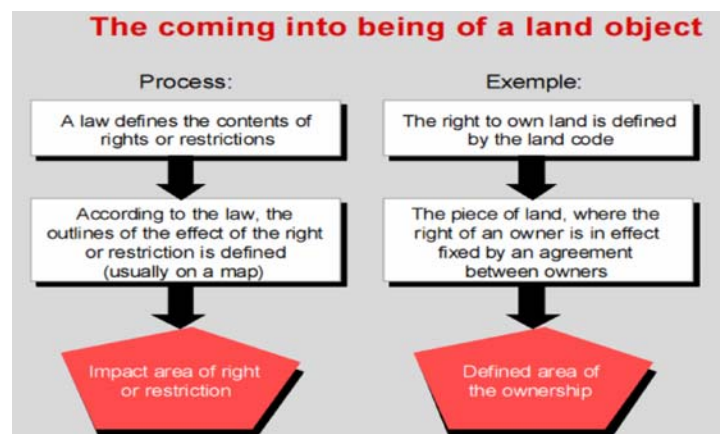 The coming into being of a land object
Process:
A law defines the contents of
rights or restrictions
According to the law, the
outlines of the effect of the right
or restriction is defined
(usually on a map)
Impact area of right
or restriction
Exemple:
The right to own land is defined
by the land code
The piece of land, where the
right of an owner is in effect
fixed by an agreement
between owners
Defined area of
the ownership